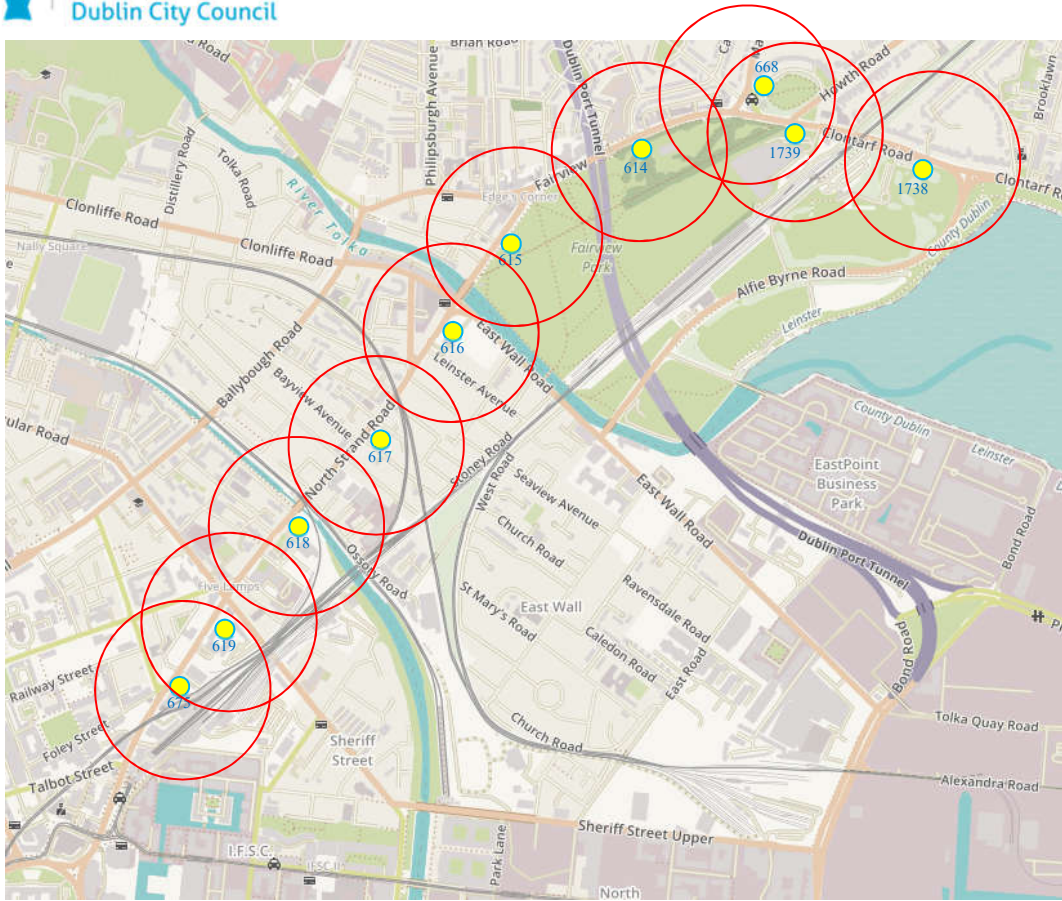 Dublin City Council
Road
Brian Road
Dublin Port Tunnel
668
Howth Road
Brooklawn
Philipsburgh Avenue
Distillery Road
Tolka Road
River Tolka
Edge's Corner
Fairview
614
1739
Clontarf Road
1738
Clonliffe Road
Nally Square
Clonliffe Road
615
Fairview
Park
County Dublin
Alfie Byrne Road
Leinster
616
East Wall Road
Leinster Avenue
Ballybough Road
Bayview Avenue
North Strand Road
617
County Dublin
Leinster
ular Road
Stoney Road
West Road
Seaview Avenue
East Wall Road
EastPoint
Business
Park
618
Church Road
Dublin Port Tunnel
Bond Road
Ossory Road
Five Lamps
St Mary's Road
East Wall
Ravensdale Road
619
Caledon Road
East Road
Bond Road
Railway Street
675
Foley Street
Church Road
Tolka Quay Road
Sheriff
Street
Talbot Street
Alexandra Road
Sheriff Street Upper
I.F.S.C.
Park Lane
North